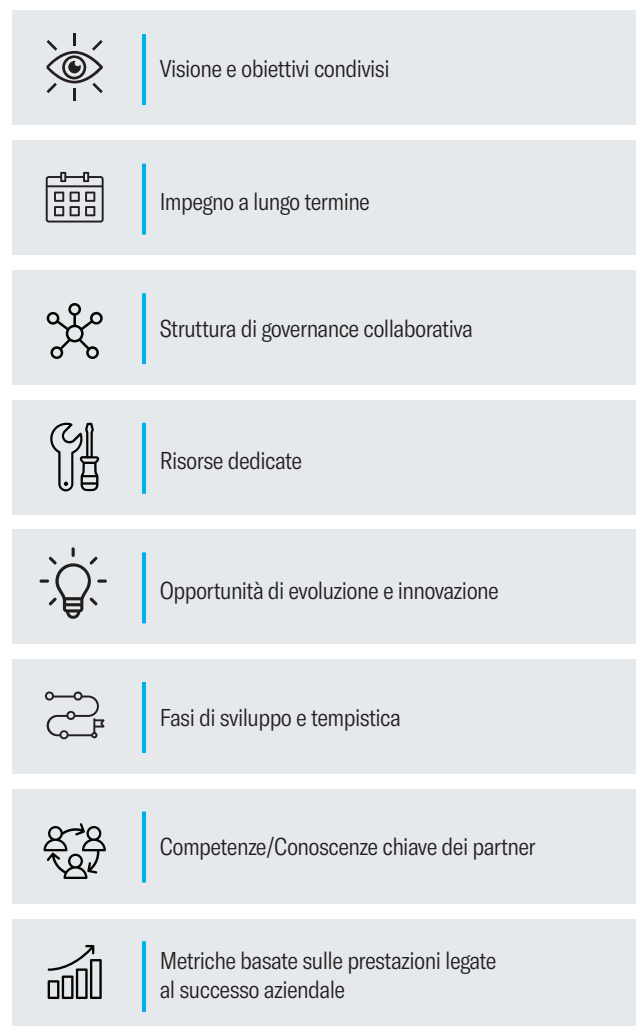 Visione e obiettivi condivisi
Impegno a lungo termine
Struttura di governance collaborativa
Risorse dedicate
Opportunità di evoluzione e innovazione
Fasi di sviluppo e tempistica
Competenze/Conoscenze chiave dei partner
Metriche basate sulle prestazioni legate
al successo aziendale